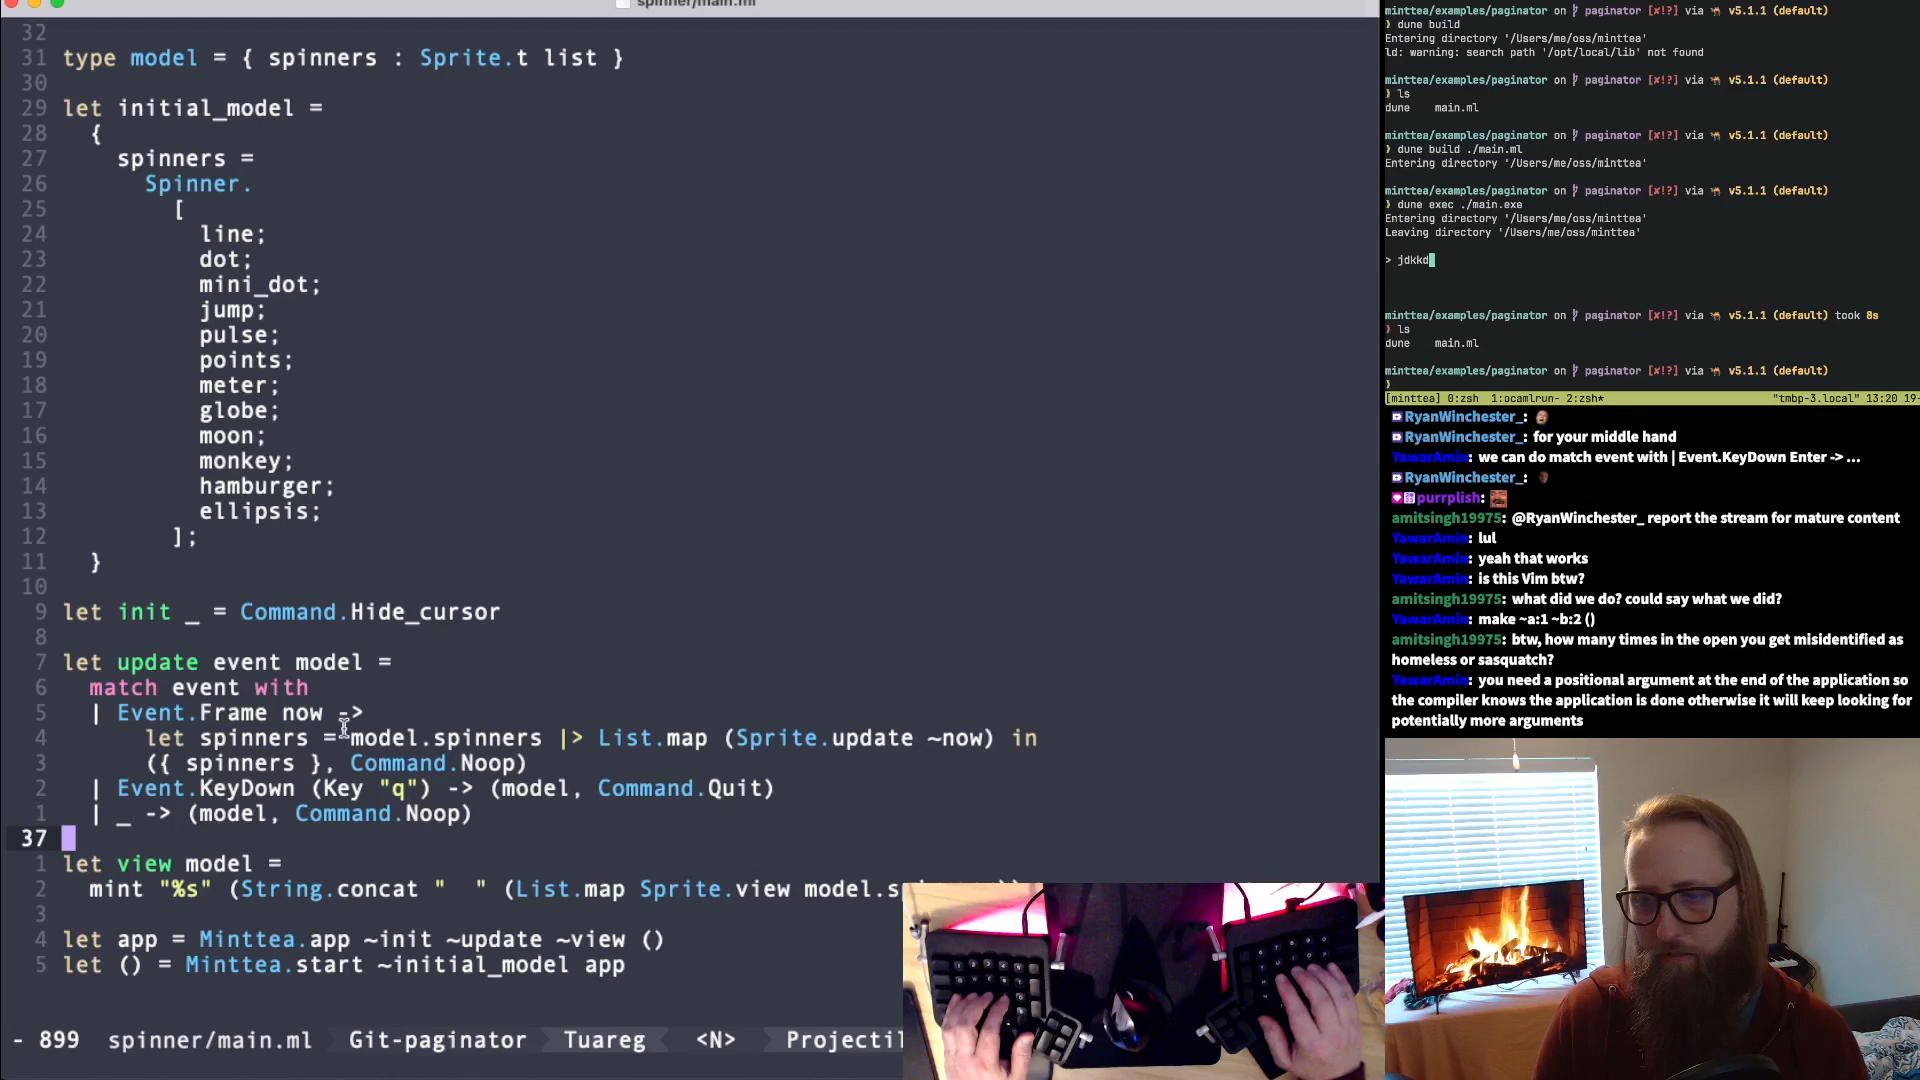 spinner/main.ml
32
31 type model = { spinners : Sprite.t list }
30
29 let initial_model =
28 {
27 spinners =
26 Spinner.
25 [
24 line;
23 dot;
22 mini_dot;
21 jump;
20 pulse;
19 points;
18 meter;
17 globe;
16 moon;
15 monkey;
14 hamburger;
13 ellipsis;
12 ];
11 }
10
9 let init _ = Command.Hide_cursor
8
7 let update event model =
6 match event with
5 | Event.Frame now ->
4 let spinners = model.spinners |> List.map (Sprite.update ~now) in
3 ({ spinners }, Command.Noop)
2 | Event.KeyDown (Key "q") -> (model, Command.Quit)
1 | _ -> (model, Command.Noop)
37
1 let view model =
2 mint "%s" (String.concat " " (List.map Sprite.view
3
4 let app = Minttea.app ~init ~update ~view ()
5 let () = Minttea.start ~initial_model app
- 899 spinner/main.ml Git-paginator Tuareg <N> Projectil
minttea/examples/paginator on paginator [✘!?] via 🐫 v5.1.1 (default)
❯ dune build
Entering directory '/Users/me/oss/minttea'
ld: warning: search path '/opt/local/lib' not found
minttea/examples/paginator on paginator [✘!?] via 🐫 v5.1.1 (default)
❯ ls
dune main.ml
minttea/examples/paginator on paginator [✘!?] via 🐫 v5.1.1 (default)
❯ dune build ./main.ml
Entering directory '/Users/me/oss/minttea'
minttea/examples/paginator on paginator [✘!?] via 🐫 v5.1.1 (default)
❯ dune exec ./main.exe
Entering directory '/Users/me/oss/minttea'
Leaving directory '/Users/me/oss/minttea'
> jdkkd
minttea/examples/paginator on paginator [✘!?] via 🐫 v5.1.1 (default) took 8s
❯ ls
dune main.ml
minttea/examples/paginator on paginator [✘!?] via 🐫 v5.1.1 (default)
❯
[minttea] 0:zsh 1:ocamlrun- 2:zsh* "tmbp-3.local" 13:20 19-
RyanWinchester_:
RyanWinchester_: for your middle hand
YawarAmin: we can do match event with | Event.KeyDown Enter -> ...
RyanWinchester_:
purrplish:
amitsingh19975: @RyanWinchester_ report the stream for mature content
YawarAmin: lul
YawarAmin: yeah that works
YawarAmin: is this Vim btw?
amitsingh19975: what did we do? could say what we did?
YawarAmin: make ~a:1 ~b:2 ()
amitsingh19975: btw, how many times in the open you get misidentified as
homeless or sasquatch?
YawarAmin: you need a positional argument at the end of the application so
the compiler knows the application is done otherwise it will keep looking for
potentially more arguments